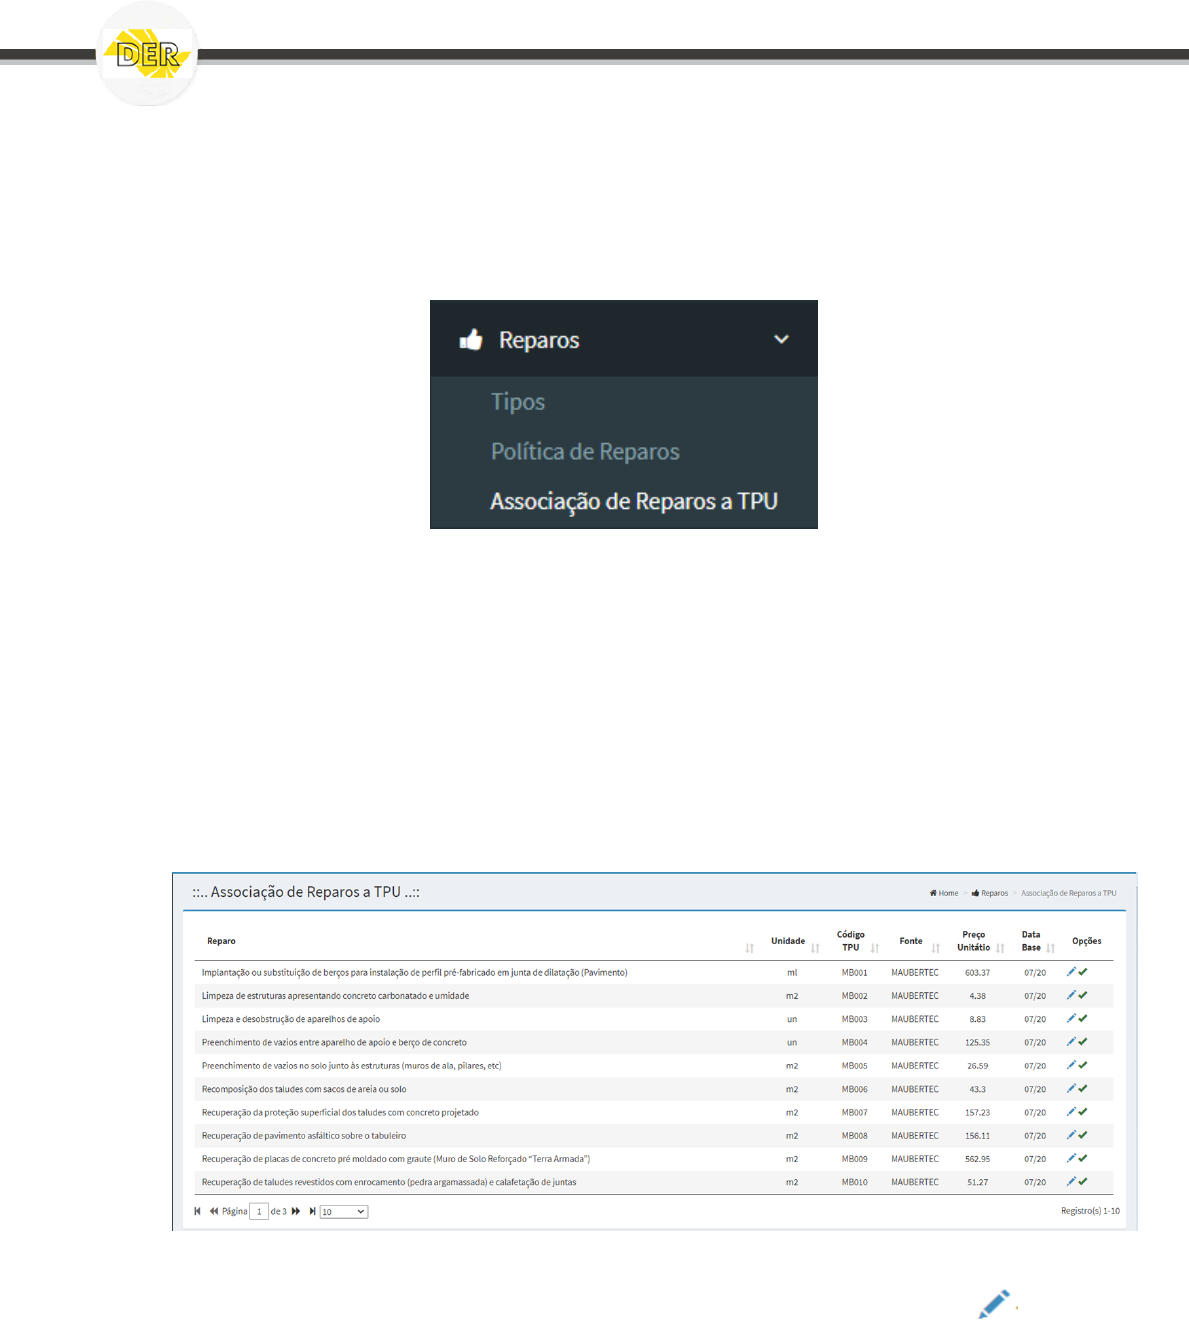 DER
Reparos
Tipos
Política de Reparos
Associação de Reparos a TPU
::.. Associação de Reparos a TPU ..::
Home > Reparos > Associação de Reparos a TPU
Reparo Unidade Código TPU Fonte Preço Unitátio Data Base Opções
Implantação ou substituição de berços para instalação de perfil pré-fabricado em junta de dilatação (Pavimento) ml MB001 MAUBERTEC 603.37 07/20
Limpeza de estruturas apresentando concreto carbonatado e umidade m2 MB002 MAUBERTEC 4.38 07/20
Limpeza e desobstrução de aparelhos de apoio un MB003 MAUBERTEC 8.83 07/20
Preenchimento de vazios entre aparelho de apoio e berço de concreto un MB004 MAUBERTEC 125.35 07/20
Preenchimento de vazios no solo junto às estruturas (muros de ala, pilares, etc) m2 MB005 MAUBERTEC 26.59 07/20
Recomposição dos taludes com sacos de areia ou solo m2 MB006 MAUBERTEC 43.3 07/20
Recuperação da proteção superficial dos taludes com concreto projetado m2 MB007 MAUBERTEC 157.23 07/20
Recuperação de pavimento asfáltico sobre o tabuleiro m2 MB008 MAUBERTEC 156.11 07/20
Recuperação de placas de concreto pré moldado com graute (Muro de Solo Reforçado “Terra Armada”) m2 MB009 MAUBERTEC 562.95 07/20
Recuperação de taludes revestidos com enrocamento (pedra argamassada) e calafetação de juntas m2 MB010 MAUBERTEC 51.27 07/20
Página 1 de 3 10 Registro(s) 1-10